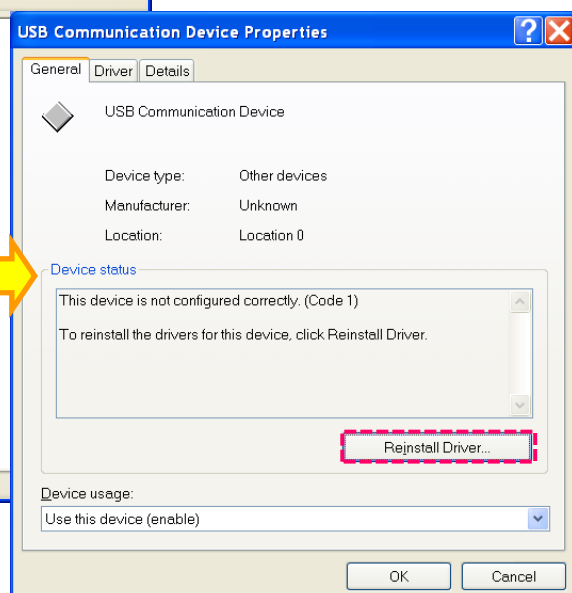 USB Communication Device Properties
General Driver Details
USB Communication Device
Device type: Other devices
Manufacturer: Unknown
Location: Location 0
Device status
This device is not configured correctly. (Code 1)
To reinstall the drivers for this device, click Reinstall Driver.
Reinstall Driver...
Device usage:
Use this device (enable)
OK Cancel